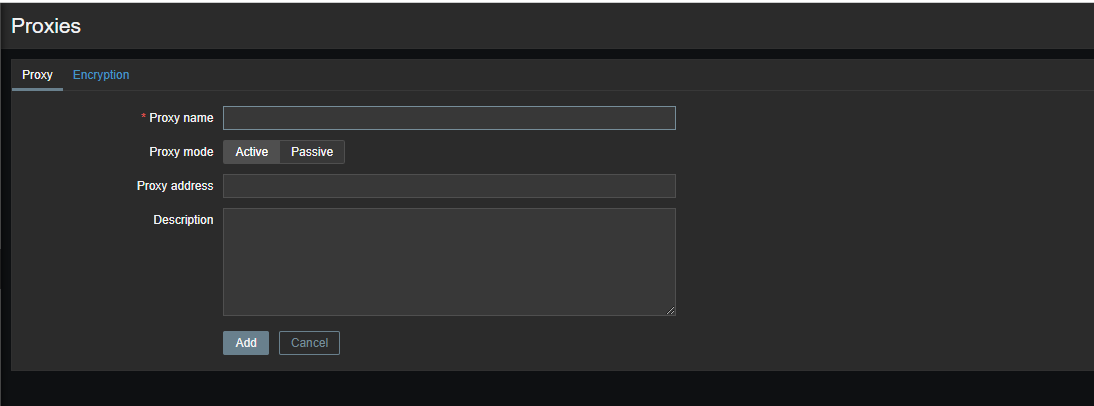 Proxies
Proxy Encryption
* Proxy name
Proxy mode Active Passive
Proxy address
Description
Add Cancel